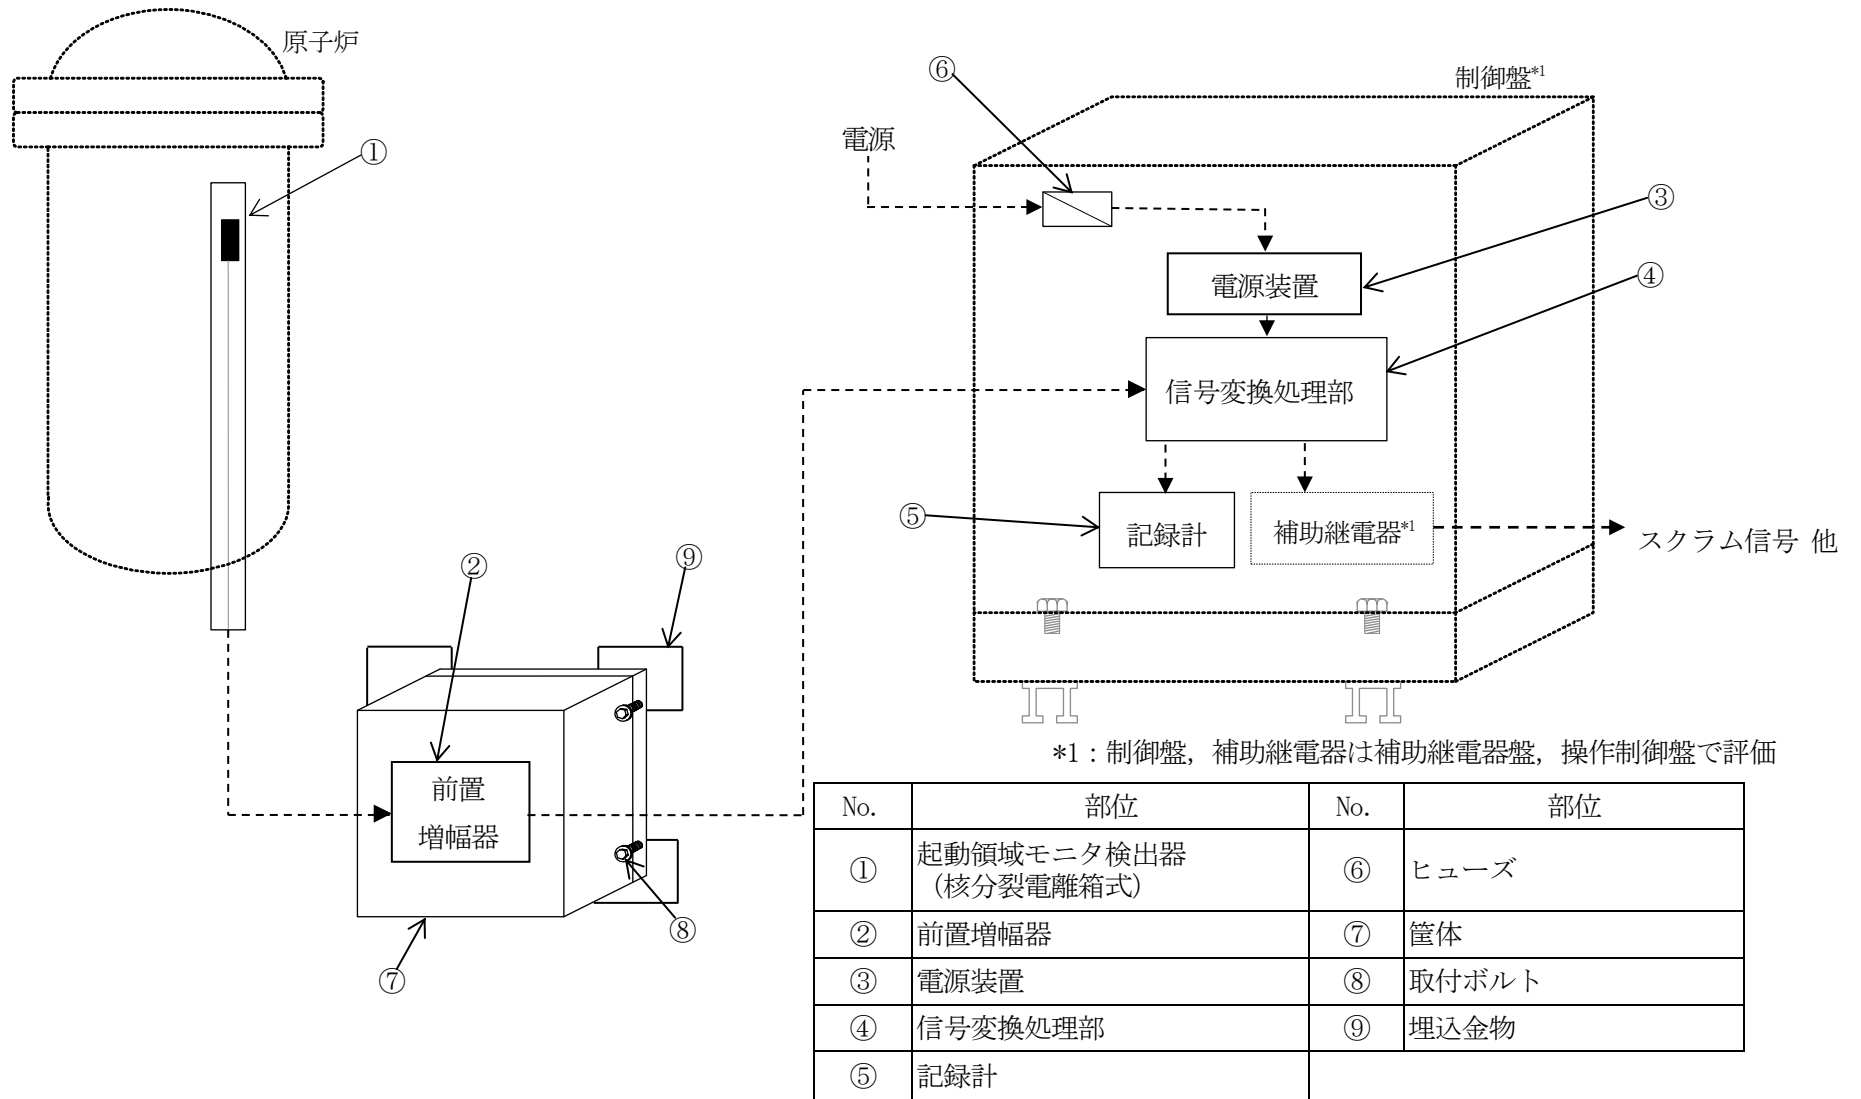 原子炉
①
⑥
制御盤*1
電源
③
電源装置
④
信号変換処理部
⑤
記録計
補助継電器*1
スクラム信号 他
②
⑨
前置
増幅器
⑧
⑦
*1：制御盤，補助継電器は補助継電器盤，操作制御盤で評価
No. 部位 No. 部位
① 起動領域モニタ検出器
（核分裂電離箱式）
⑥ ヒューズ
② 前置増幅器 ⑦ 筐体
③ 電源装置 ⑧ 取付ボルト
④ 信号変換処理部 ⑨ 埋込金物
⑤ 記録計